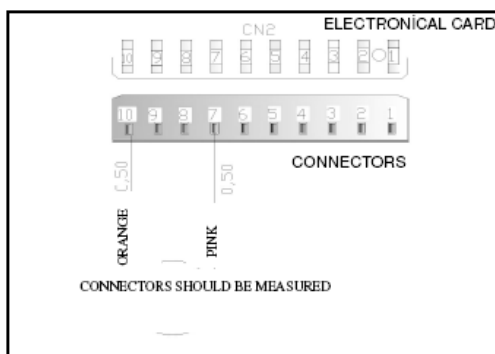 ELECTRONİCAL CARD
CN2
10 9 8 7 6 5 4 3 2 1
10 9 8 7 6 5 4 3 2 1
CONNECTORS
0,50
0,50
ORANGE
PINK
CONNECTORS SHOULD BE MEASURED